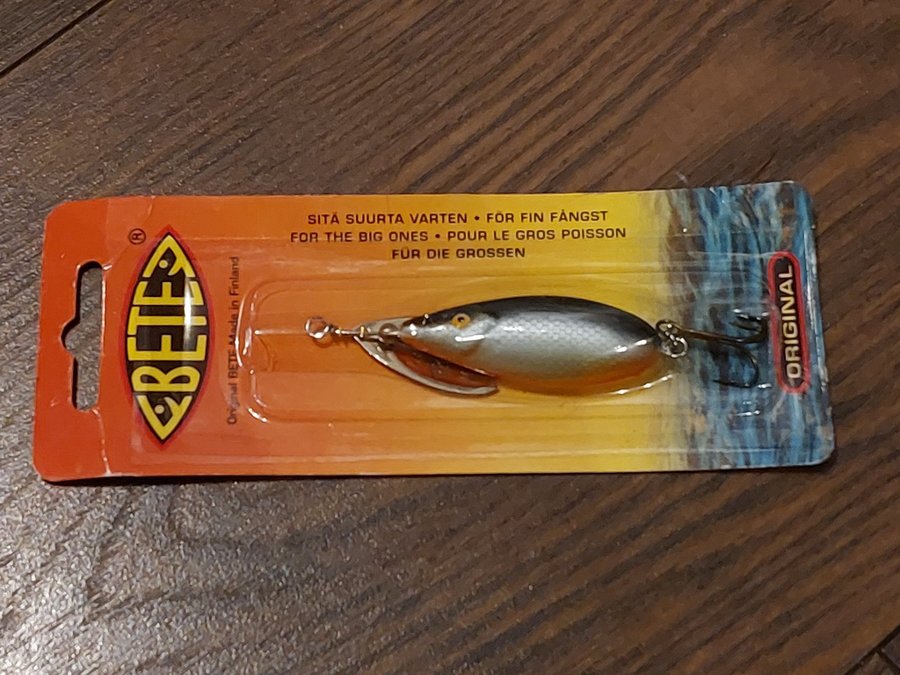 SITÄ SUURTA VARTEN • FÖR FIN FÅNGST
FOR THE BIG ONES • POUR LE GROS POISSON
FÜR DIE GROSSEN
®
BETE
Original BETE Made in Finland
ORIGINAL